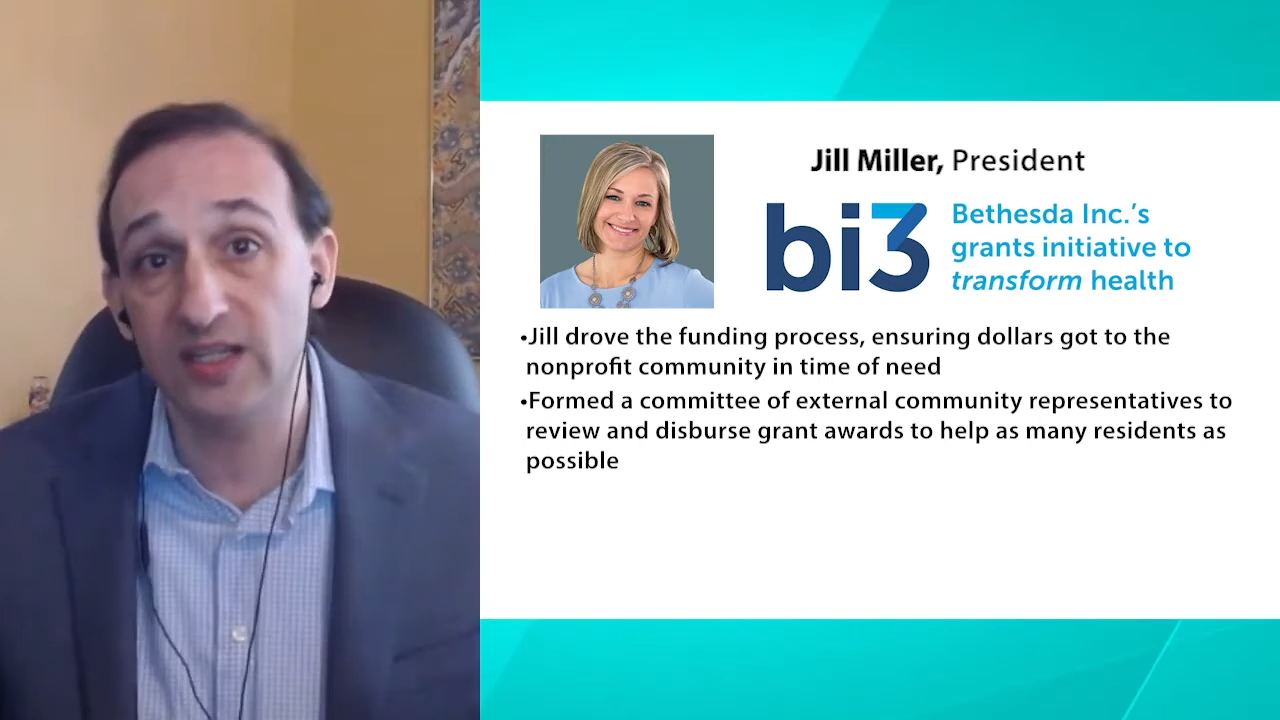 Jill Miller, President
bi3
Bethesda Inc.'s
grants initiative to
transform health
•Jill drove the funding process, ensuring dollars got to the
nonprofit community in time of need
•Formed a committee of external community representatives to
review and disburse grant awards to help as many residents as
possible